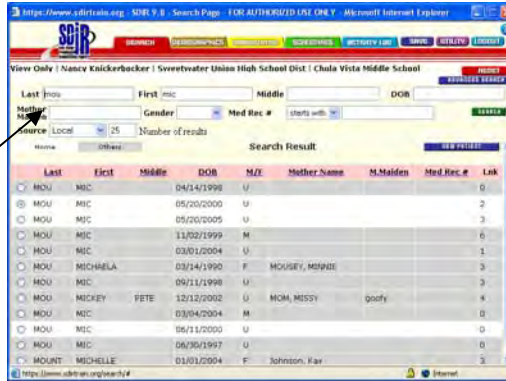 https://www.sdirtrain.org - SDIR 9.0 - Search Page - FOR AUTHORIZED USE ONLY - Microsoft Internet Explorer
SDIR
SEARCH DEMOGRAPHICS SCREENINGS ACTIVITY LOG SAVE UTILITY LOGOUT
View Only | Nancy Knickerbocker | Sweetwater Union High School Dist | Chula Vista Middle School
ADVANCED SEARCH
Last mou First mic Middle DOB
Mother Gender Med Rec # starts with SEARCH
Source Local 25 Number of results
Home Others Search Result NEW PATIENT
Last First Middle DOB M/F Mother Name M.Maiden Med Rec # Lnk
MOU MIC 04/14/1998 U 0
MOU MIC 05/20/2000 U 2
MOU MIC 05/20/2005 U 3
MOU MIC 11/02/1999 M 6
MOU MIC 03/01/2004 U 1
MOU MICHAELA 03/14/1990 F MOUSEY, MINNIE 3
MOU MIC 09/11/1998 U 3
MOU MICKEY PETE 12/12/2002 U MOM, MISSY goofy 4
MOU MIC 03/04/2004 M 0
MOU MIC 06/11/2000 U 0
MOU MIC 06/30/1997 U 0
MOUNT MICHELLE 01/01/2004 F Johnson, Kay 3
https://www.sdirtrain.org/search/# Internet